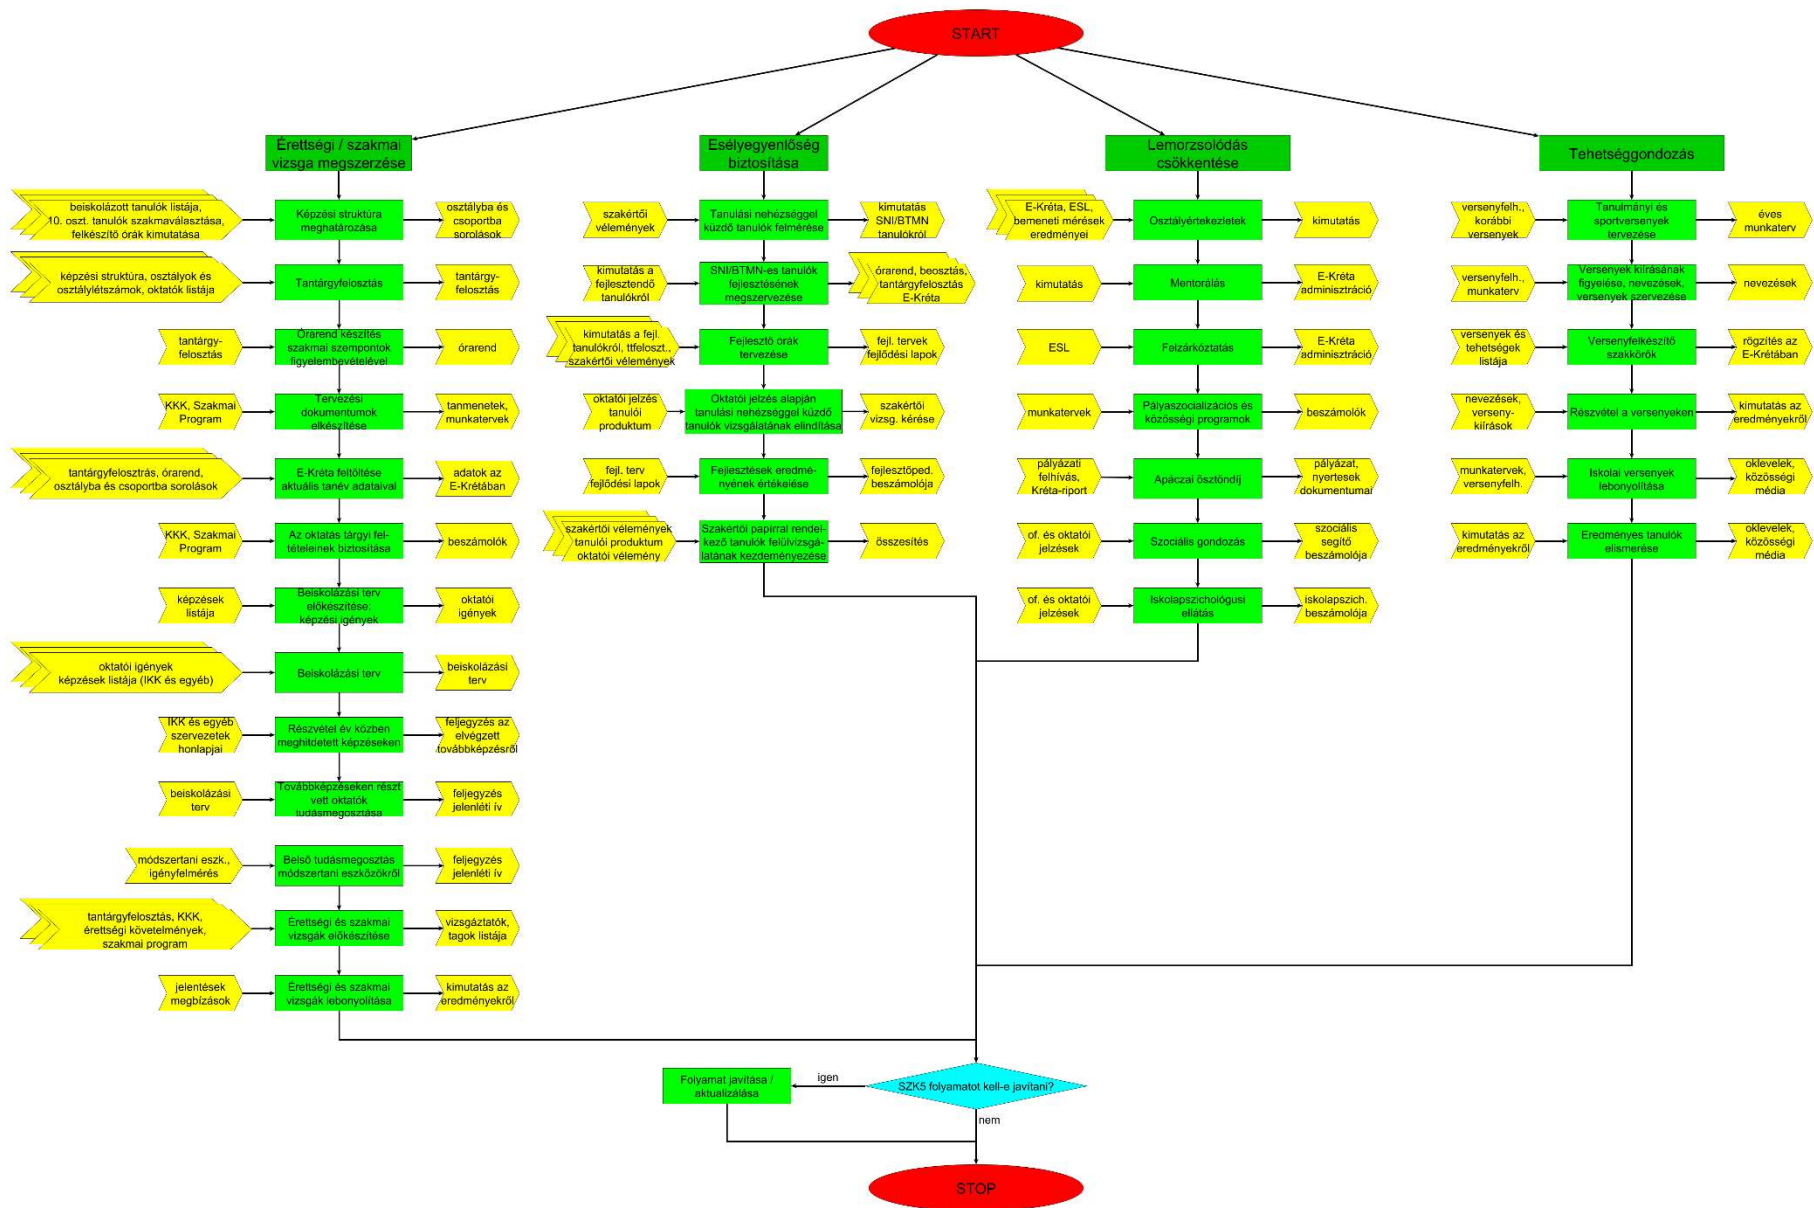 START
Érettségi / szakmai
vizsga megszerzése
Esélyegyenlőség
biztosítása
Lemorzsolódás
csökkentése
Tehetséggondozás
beiskolázott tanulók listája,
10. oszt. tanulók szakmaválasztása,
felkészítő órák kimutatása
Képzési struktúra
meghatározása
osztályba és
csoportba
sorolások
képzési struktúra, osztályok és
osztálylétszámok, oktatók listája
Tantárgyfelosztás
tantárgy-
felosztás
tantárgy-
felosztás
Órarend készítés
szakmai szempontok
figyelembevételével
órarend
KKK, Szakmai
Program
Tervezési
dokumentumok
elkészítése
tanmenetek,
munkatervek
tantárgyfelosztrás, órarend,
osztályba és csoportba sorolások
E-Kréta feltöltése
aktuális tanév adataival
adatok az
E-Krétában
KKK, Szakmai
Program
Az oktatás tárgyi fel-
tételeinek biztosítása
beszámolók
képzések
listája
Beiskolázási terv
előkészítése:
képzési igények
oktatói
igények
oktatói igények
képzések listája (IKK és egyéb)
Beiskolázási terv
beiskolázási
terv
IKK és egyéb
szervezetek
honlapjai
Részvétel év közben
meghitdetett képzéseken
feljegyzés az
elvégzett
továbbképzésről
beiskolázási
terv
Továbbképzéseken részt
vett oktatók
tudásmegosztása
feljegyzés
jelenléti ív
módszertani eszk.,
igényfelmérés
Belső tudásmegosztás
módszertani eszközökről
feljegyzés
jelenléti ív
tantárgyfelosztás, KKK,
érettségi követelmények,
szakmai program
Érettségi és szakmai
vizsgák előkészítése
vizsgáztatók,
tagok listája
jelentések
megbízások
Érettségi és szakmai
vizsgák lebonyolítása
kimutatás az
eredményekről
szakértői
vélemények
Tanulási nehézséggel
küzdő tanulók felmérése
kimutatás
SNI/BTMN
tanulókról
kimutatás a
fejlesztendő
tanulókról
SNI/BTMN-es tanulók
fejlesztésének
megszervezése
órarend, beosztás,
tantárgyfelosztás
E-Kréta
kimutatás a fejl.
tanulókról, ttfeloszt.,
szakértői vélemények
Fejlesztő órák
tervezése
fejl. tervek
fejlődési lapok
oktatói jelzés
tanulói
produktum
Oktatói jelzés alapján
tanulási nehézséggel küzdő
tanulók vizsgálatának elindítása
szakértői
vizsg. kérése
fejl. terv
fejlődési lapok
Fejlesztések eredmé-
nyének értékelése
fejlesztőped.
beszámolója
szakértői vélemények
tanulói produktum
oktatói vélemény
Szakértői papírral rendel-
kező tanulók felülvizsgá-
latának kezdeményezése
összesítés
E-Kréta, ESL,
bemeneti mérések
eredményei
Osztályértekezletek
kimutatás
kimutatás
Mentorálás
E-Kréta
adminisztráció
ESL
Felzárkóztatás
E-Kréta
adminisztráció
munkatervek
Pályaszocializációs és
közösségi programok
beszámolók
pályázati
felhívás,
Kréta-riport
Apáczai ösztöndíj
pályázat,
nyertesek
dokumentumai
of. és oktatói
jelzések
Szociális gondozás
szociális
segítő
beszámolója
of. és oktatói
jelzések
Iskolapszichológusi
ellátás
iskolapszich.
beszámolója
versenyfelh.,
korábbi
versenyek
Tanulmányi és
sportversenyek
tervezése
éves
munkaterv
versenyfelh.,
munkaterv
Versenyek kiírásának
figyelése, nevezések,
versenyek szervezése
nevezések
versenyek és
tehetségek
listája
Versenyfelkészítő
szakkörök
rögzítés az
E-Krétában
nevezések,
verseny-
kiírások
Részvétel a versenyeken
kimutatás az
eredményekről
munkatervek,
versenyfelh.
Iskolai versenyek
lebonyolítása
oklevelek,
közösségi
média
kimutatás az
eredményekről
Eredményes tanulók
elismerése
oklevelek,
közösségi
média
Folyamat javítása /
aktualizálása
igen
SZK5 folyamatot kell-e javítani?
nem
STOP